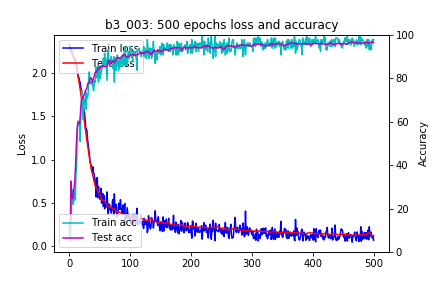 b3_003: 500 epochs loss and accuracy
Train loss
Test loss
Train acc
Test acc
Loss
0.0
0.5
1.0
1.5
2.0
Accuracy
0
20
40
60
80
100
0
100
200
300
400
500